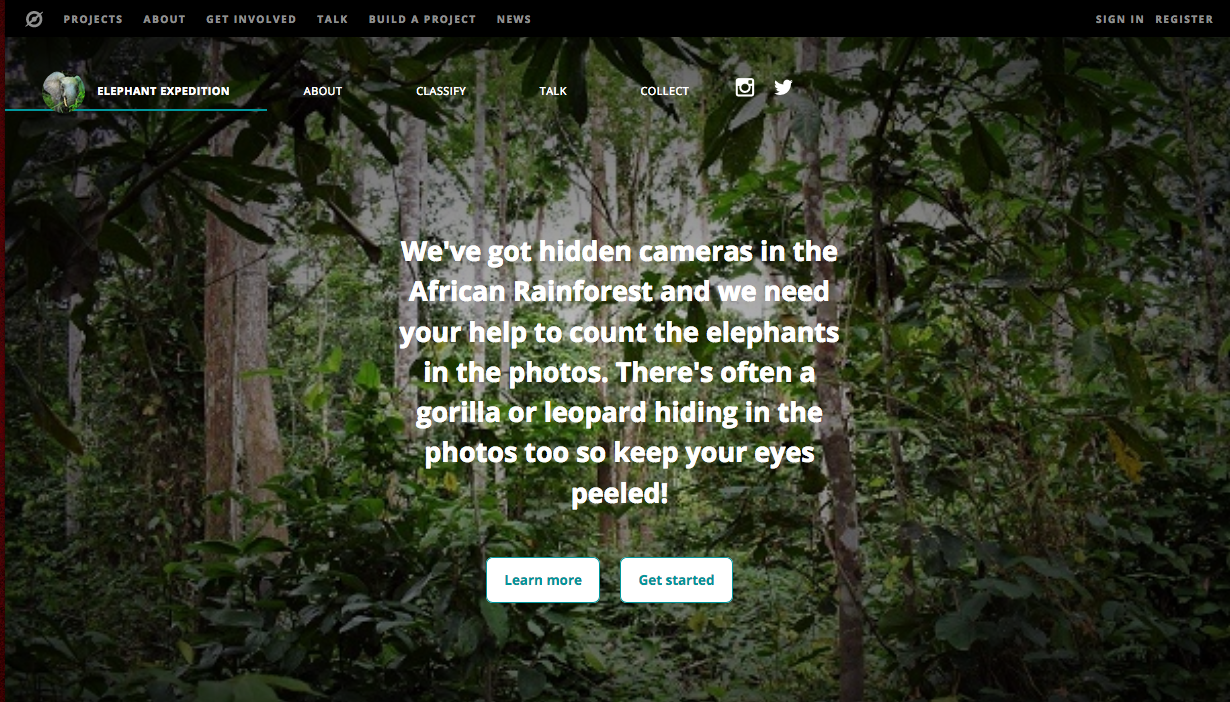 PROJECTS ABOUT GET INVOLVED TALK BUILD A PROJECT NEWS SIGN IN REGISTER
ELEPHANT EXPEDITION ABOUT CLASSIFY TALK COLLECT
We've got hidden cameras in the
African Rainforest and we need
your help to count the elephants
in the photos. There's often a
gorilla or leopard hiding in the
photos too so keep your eyes
peeled!
Learn more Get started